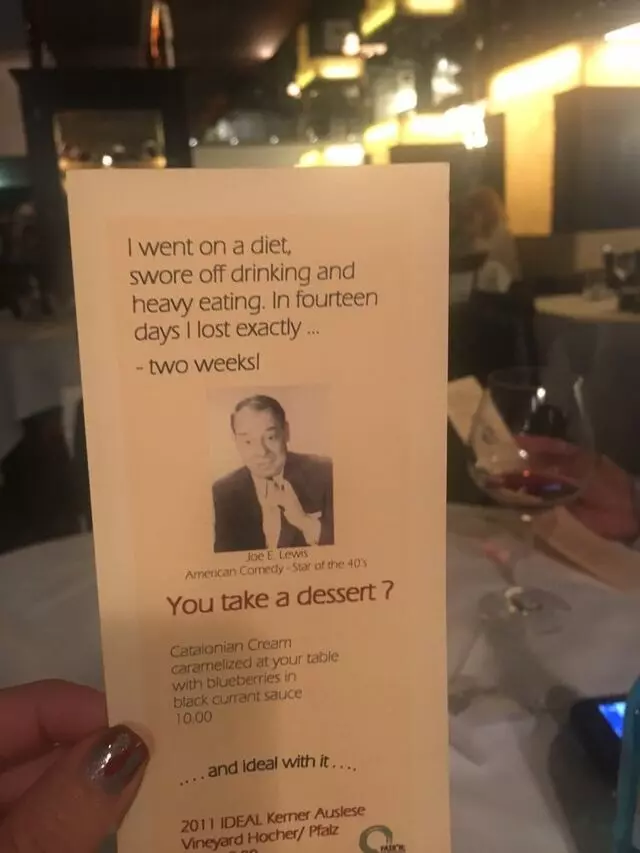 I went on a diet,
swore off drinking and
heavy eating. In fourteen
days I lost exactly ...
- two weeks!
Joe E. Lewis
American Comedy -Star of the 40's
You take a dessert ?
Catalonian Cream
caramelized at your table
with blueberries in
black currant sauce
10.00
....and ideal with it....
2011 IDEAL Kerner Auslese
Vineyard Hocher/ Pfalz